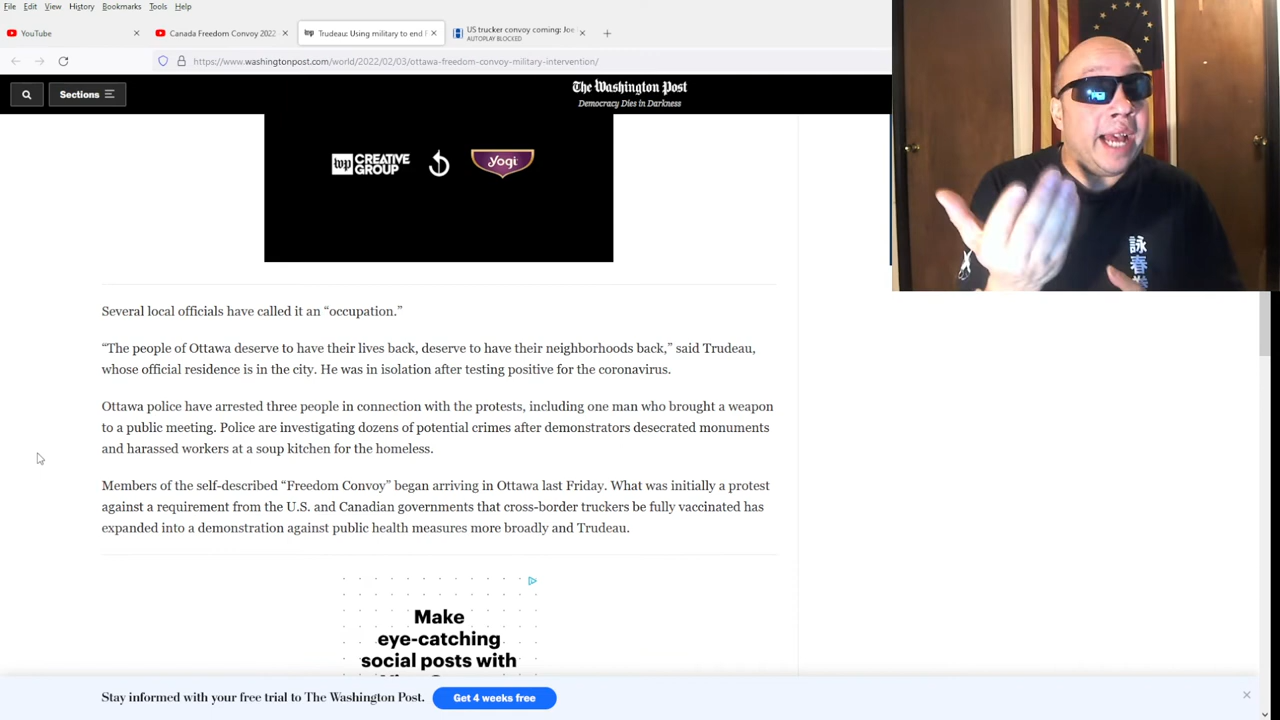 File Edit View History Bookmarks Tools Help
YouTube
Canada Freedom Convoy 2022
Trudeau: Using military to end
US trucker convoy coming: Joe
AUTOPLAY BLOCKED
https://www.washingtonpost.com/world/2022/02/03/ottawa-freedom-convoy-military-intervention/
Sections
The Washington Post
Democracy Dies in Darkness
wp CREATIVE GROUP
yogi
詠
春
拳
Several local officials have called it an “occupation.”
“The people of Ottawa deserve to have their lives back, deserve to have their neighborhoods back,” said Trudeau,
whose official residence is in the city. He was in isolation after testing positive for the coronavirus.
Ottawa police have arrested three people in connection with the protests, including one man who brought a weapon
to a public meeting. Police are investigating dozens of potential crimes after demonstrators desecrated monuments
and harassed workers at a soup kitchen for the homeless.
Members of the self-described “Freedom Convoy” began arriving in Ottawa last Friday. What was initially a protest
against a requirement from the U.S. and Canadian governments that cross-border truckers be fully vaccinated has
expanded into a demonstration against public health measures more broadly and Trudeau.
Make
eye-catching
social posts with
Stay informed with your free trial to The Washington Post.
Get 4 weeks free